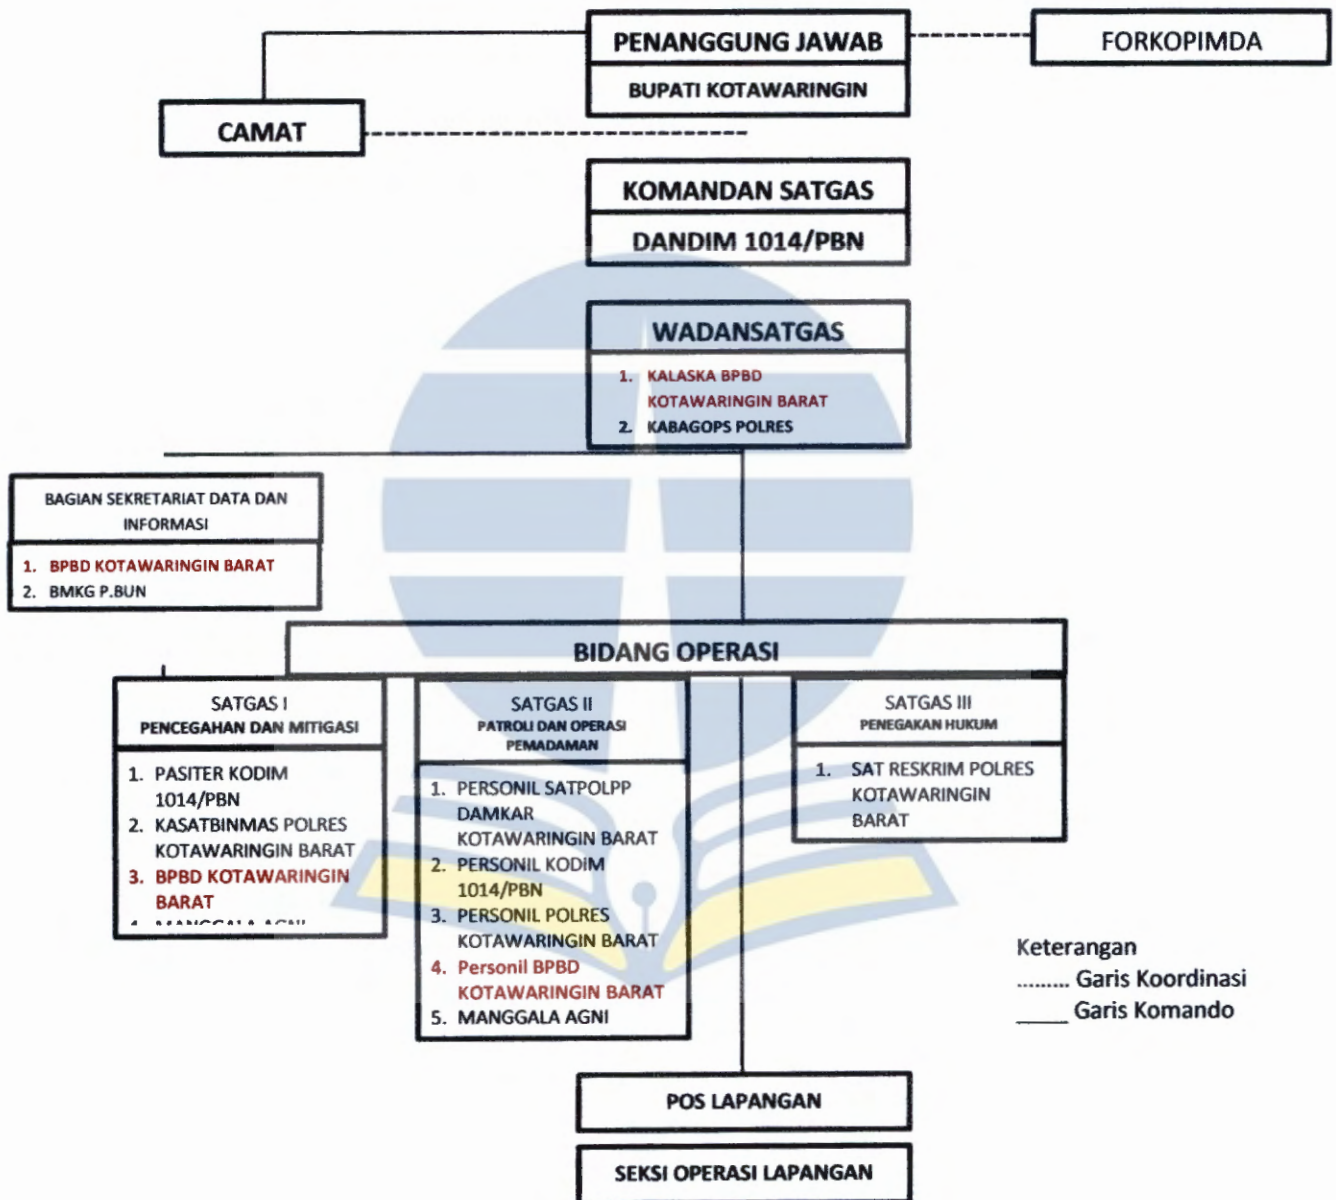 PENANGGUNG JAWAB
BUPATI KOTAWARINGIN
FORKOPIMDA
CAMAT
KOMANDAN SATGAS
DANDIM 1014/PBN
WADANSATGAS
1. KALASKA BPBD
KOTAWARINGIN BARAT
2. KABAGOPS POLRES
BAGIAN SEKRETARIAT DATA DAN
INFORMASI
1. BPBD KOTAWARINGIN BARAT
2. BMKG P.BUN
BIDANG OPERASI
SATGAS I
PENCEGAHAN DAN MITIGASI
1. PASITER KODIM
1014/PBN
2. KASATBINMAS POLRES
KOTAWARINGIN BARAT
3. BPBD KOTAWARINGIN
BARAT
SATGAS II
PATROLI DAN OPERASI
PEMADAMAN
1. PERSONIL SATPOLPP
DAMKAR
KOTAWARINGIN BARAT
2. PERSONIL KODIM
1014/PBN
3. PERSONIL POLRES
KOTAWARINGIN BARAT
4. Personil BPBD
KOTAWARINGIN BARAT
5. MANGGALA AGNI
SATGAS III
PENEGAKAN HUKUM
1. SAT RESKRIM POLRES
KOTAWARINGIN
BARAT
Keterangan
......... Garis Koordinasi
____ Garis Komando
POS LAPANGAN
SEKSI OPERASI LAPANGAN